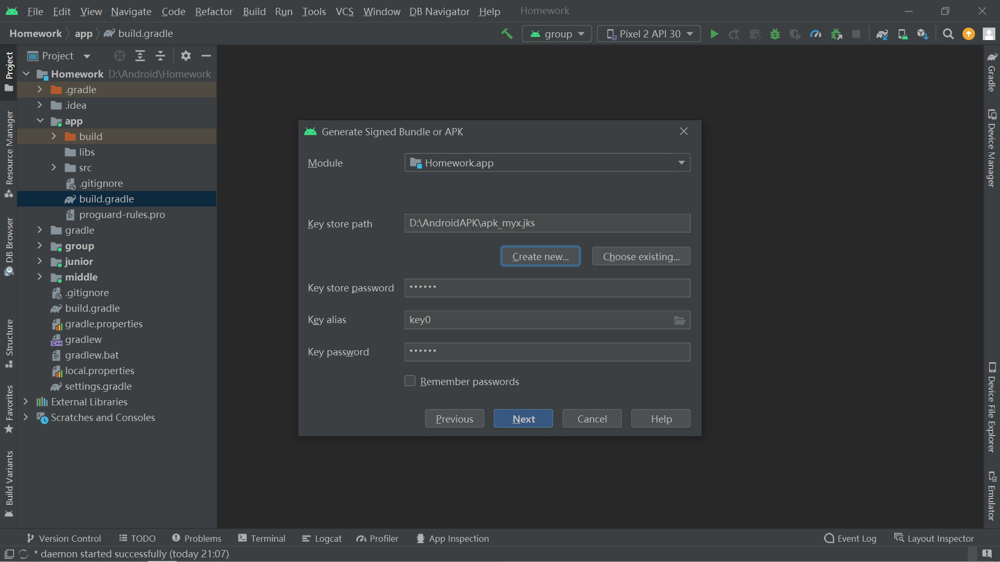 File Edit View Navigate Code Refactor Build Run Tools VCS Window DB Navigator Help Homework
Homework app build.gradle group Pixel 2 API 30
Project
Homework D:\Android\Homework
.gradle
.idea
app
build
libs
src
.gitignore
build.gradle
proguard-rules.pro
gradle
group
junior
middle
.gitignore
build.gradle
gradle.properties
C++ gradlew
gradlew.bat
local.properties
settings.gradle
External Libraries
Scratches and Consoles
Project
Resource Manager
DB Browser
Structure
Favorites
Build Variants
Generate Signed Bundle or APK
Module Homework.app
Key store path D:\AndroidAPK\apk_myx.jks
Create new... Choose existing...
Key store password ••••••
Key alias key0
Key password ••••••
Remember passwords
Previous Next Cancel Help
Gradle
Device Manager
Device File Explorer
Emulator
Version Control TODO Problems Terminal Logcat Profiler App Inspection Event Log Layout Inspector
* daemon started successfully (today 21:07)